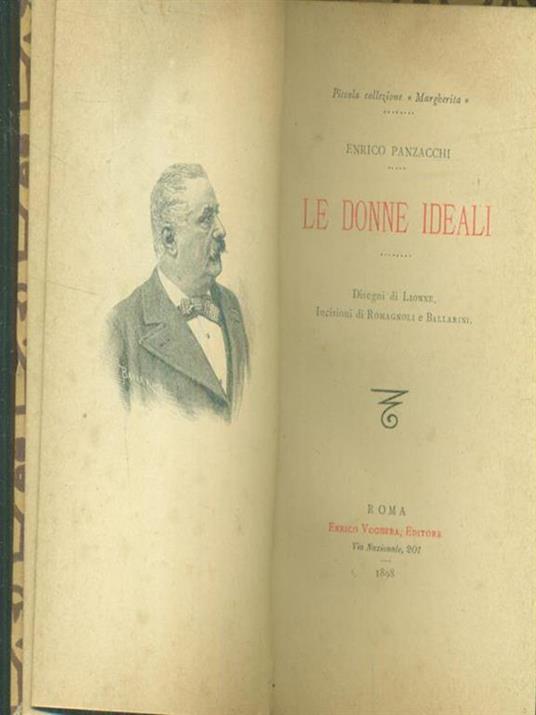 Piccola collezione « Margherita »
ENRICO PANZACCHI
LE DONNE IDEALI
Disegni di LIONNE.
Incisioni di ROMAGNOLI e BALLARINI.
ROMA
ENRICO VOGHERA, EDITORE
Via Nazionale, 201
1898